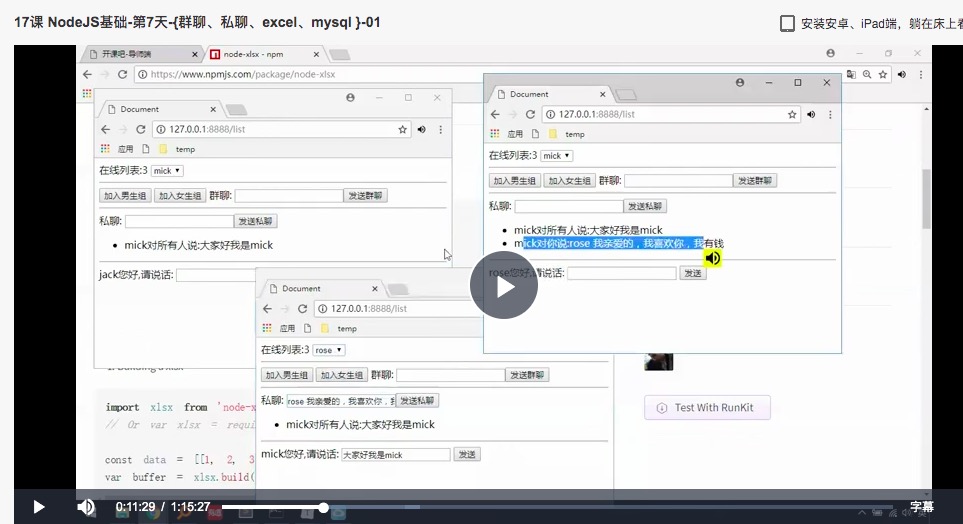 17课 NodeJS基础-第7天-{群聊、私聊、excel、mysql }-01
安装安卓、iPad端，躺在床上看
开课吧-导师端
node-xlsx - npm
https://www.npmjs.com/package/node-xlsx
Document
127.0.0.1:8888/list
应用 temp
在线列表:3 mick
加入男生组 加入女生组 群聊: 发送群聊
私聊: 发送私聊
mick对所有人说:大家好我是mick
jack您好,请说话:
Document
127.0.0.1:8888/list
应用 temp
在线列表:3 mick
加入男生组 加入女生组 群聊: 发送群聊
私聊: 发送私聊
mick对所有人说:大家好我是mick
mick对你说:rose 我亲爱的，我喜欢你，我有钱
rose您好,请说话: 发送
Document
127.0.0.1:8888/list
应用 temp
在线列表:3 rose
加入男生组 加入女生组 群聊: 发送群聊
私聊: rose 我亲爱的，我喜欢你， 发送私聊
mick对所有人说:大家好我是mick
mick您好,请说话: 大家好我是mick 发送
import xlsx from 'node-x
// Or var xlsx = requi
const data = [[1, 2, 3
var buffer = xlsx.build(
Test With RunKit
0:11:29 / 1:15:27
字幕